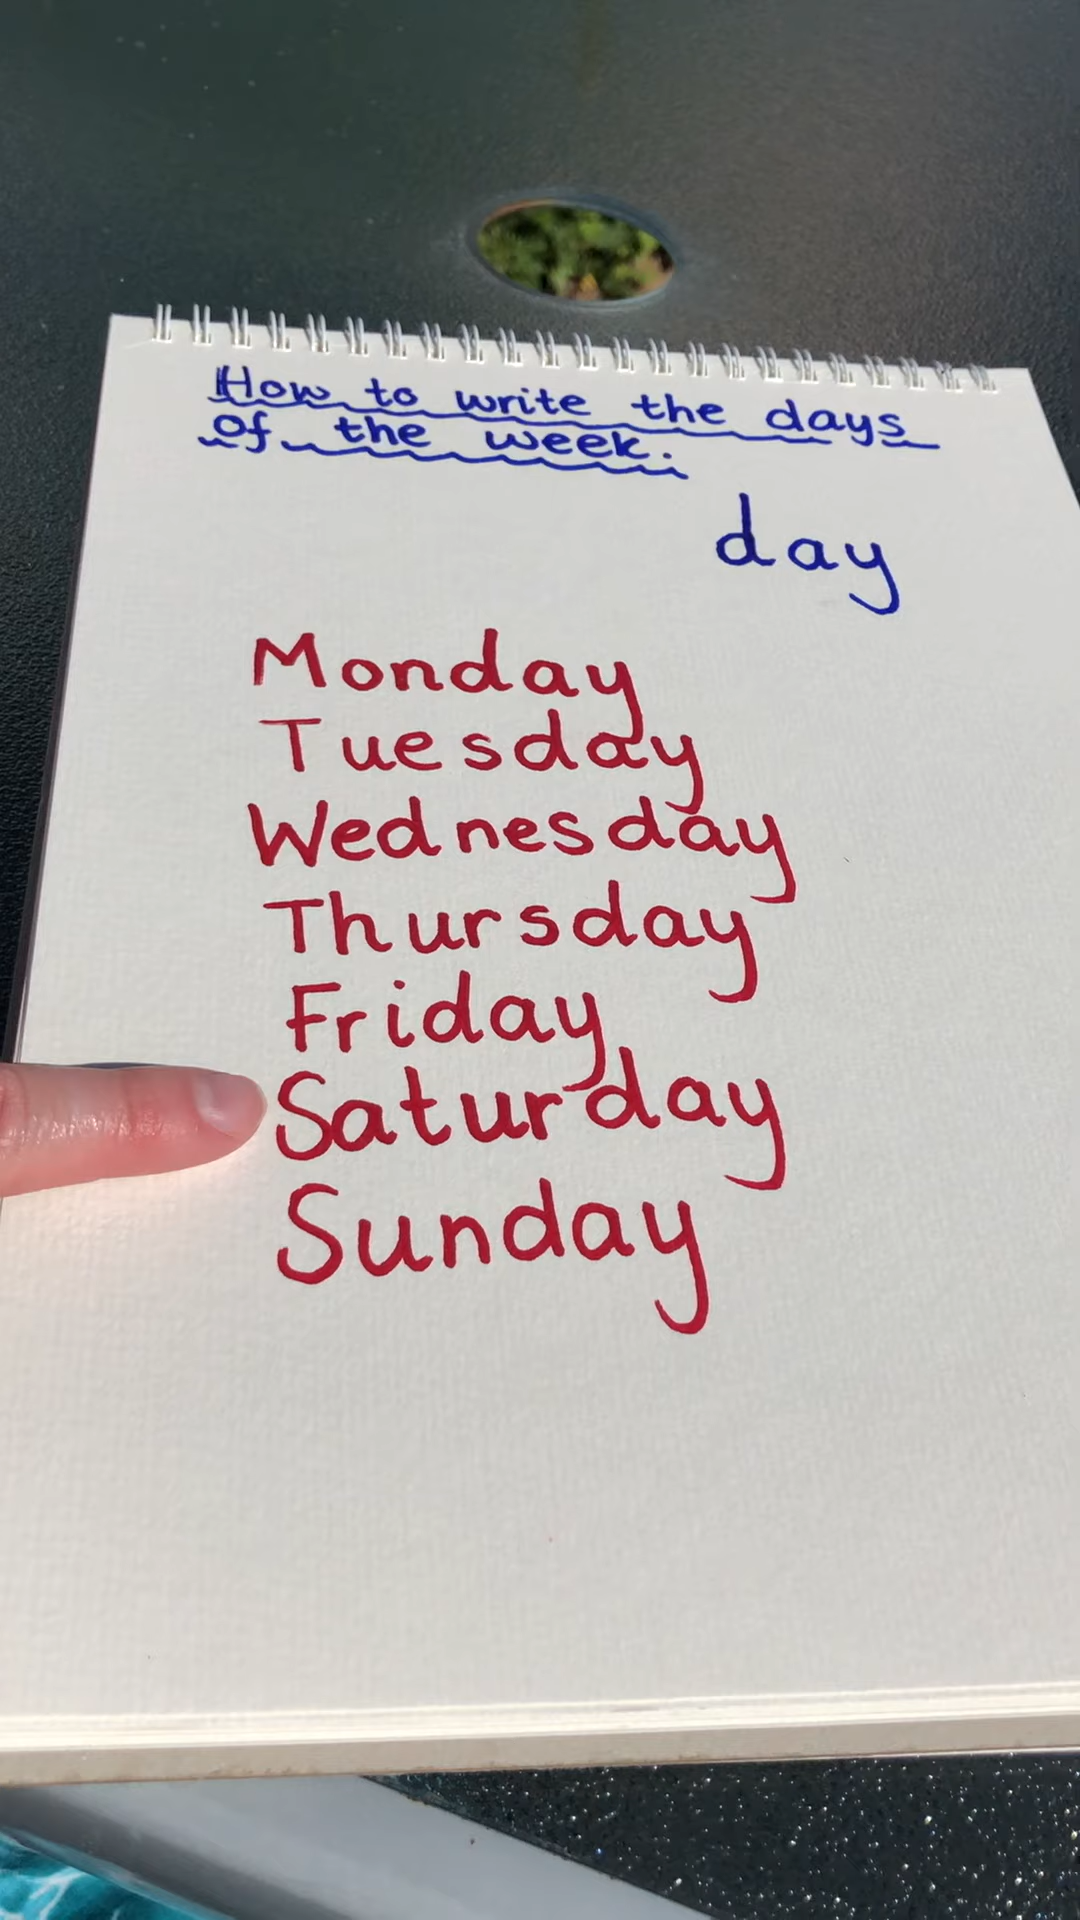 How to write the days
of the week.
day
Monday
Tuesday
Wednesday
Thursday
Friday
Saturday
Sunday